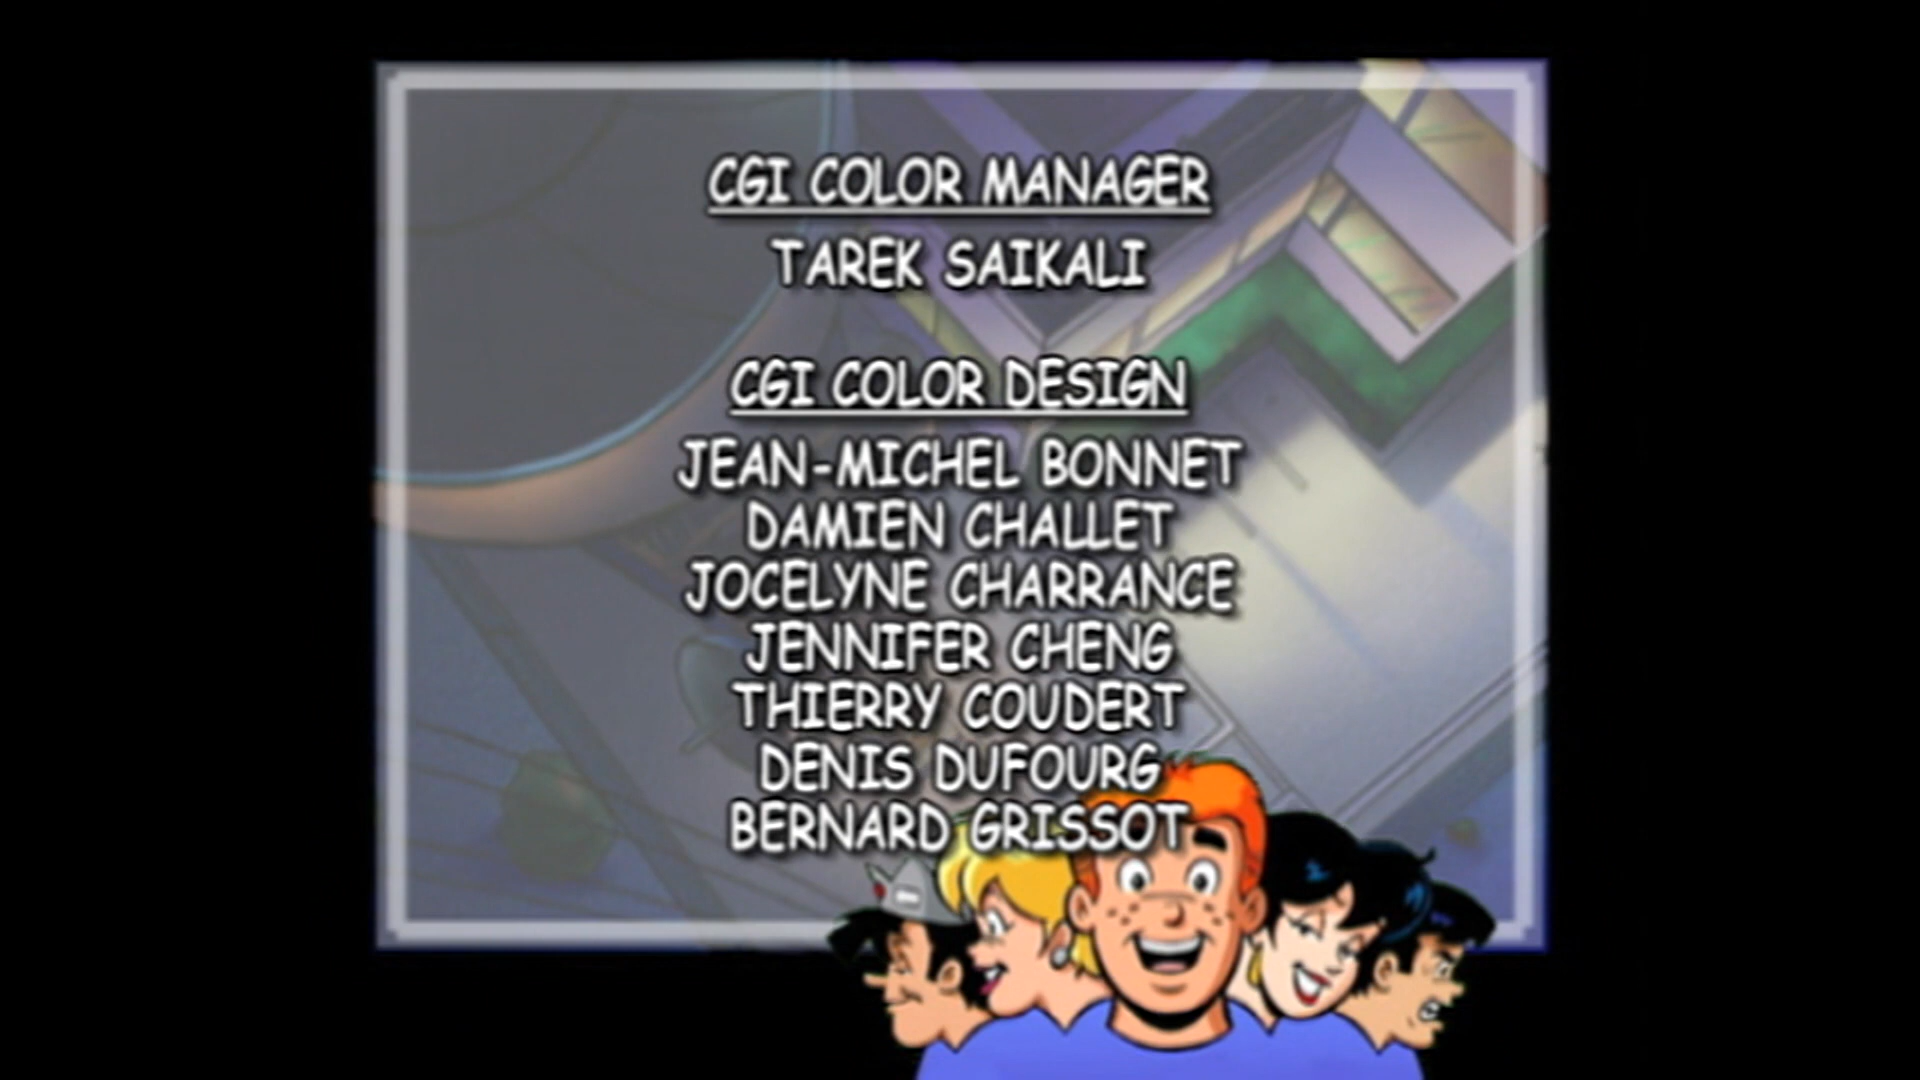 CGI COLOR MANAGER
TAREK SAIKALI
CGI COLOR DESIGN
JEAN-MICHEL BONNET
DAMIEN CHALLET
JOCELYNE CHARRANCE
JENNIFER CHENG
THIERRY COUDERT
DENIS DUFOURG
BERNARD GRISSOT